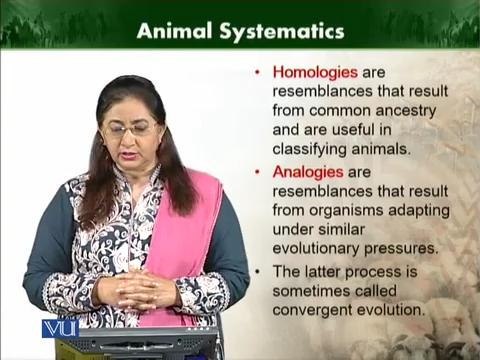 Animal Systematics
• Homologies are
resemblances that result
from common ancestry
and are useful in
classifying animals.
• Analogies are
resemblances that result
from organisms adapting
under similar
evolutionary pressures.
• The latter process is
sometimes called
convergent evolution.
VU